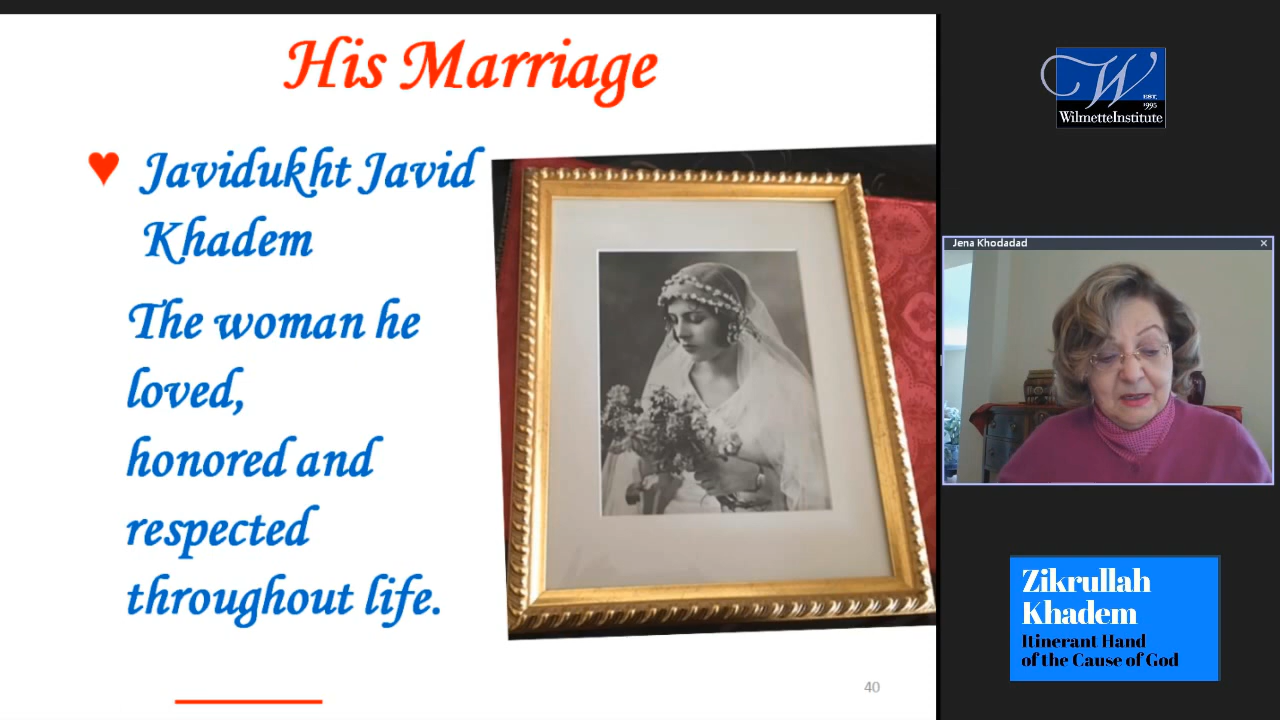 His Marriage
♥ Javidukht Javid
Khadem
The woman he
loved,
honored and
respected
throughout life.
40
W
EST.
1995
WilmetteInstitute
Jena Khodadad
Zikrullah
Khadem
Itinerant Hand
of the Cause of God